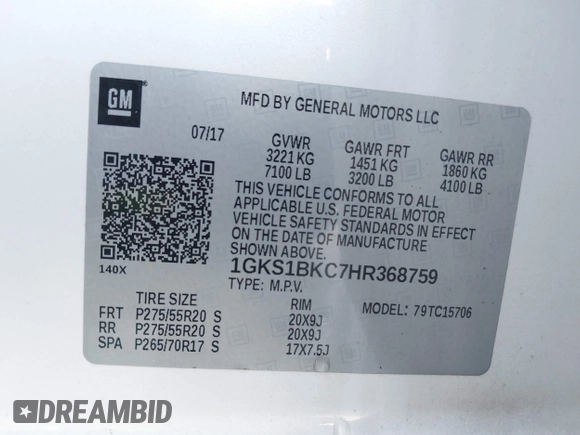 GM
MFD BY GENERAL MOTORS LLC
07/17
GVWR GAWR FRT GAWR RR
3221 KG 1451 KG 1860 KG
7100 LB 3200 LB 4100 LB
THIS VEHICLE CONFORMS TO ALL
APPLICABLE U.S. FEDERAL MOTOR
VEHICLE SAFETY STANDARDS IN EFFECT
ON THE DATE OF MANUFACTURE
SHOWN ABOVE.
140X
1GKS1BKC7HR368759
TYPE: M.P.V.
TIRE SIZE RIM MODEL: 79TC15706
FRT P275/55R20 S 20X9J
RR P275/55R20 S 20X9J
SPA P265/70R17 S 17X7.5J
DREAMBID